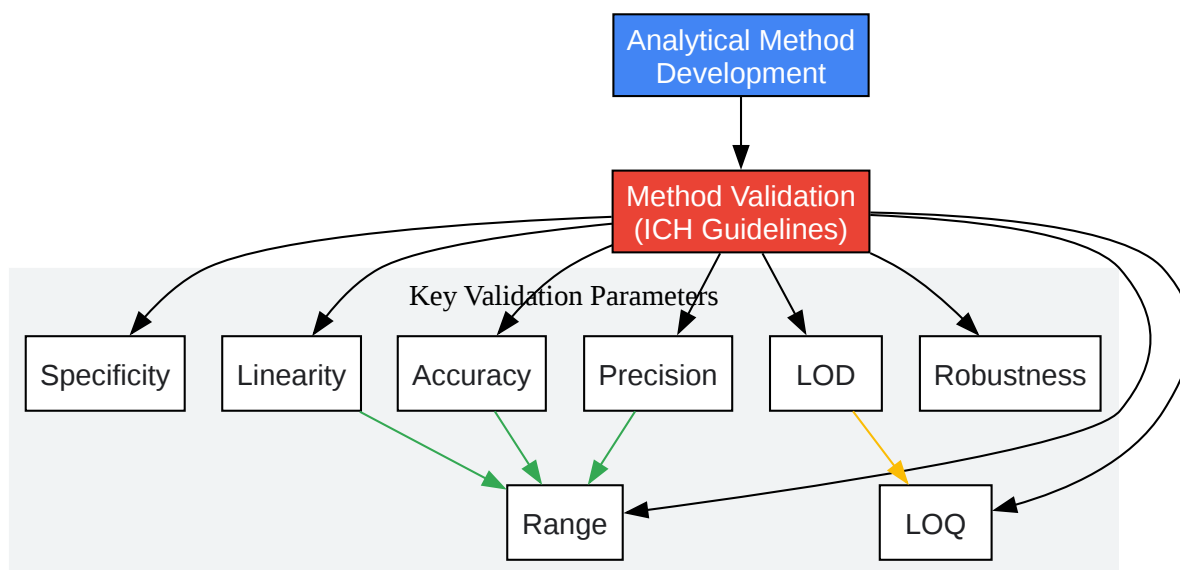 Analytical Method
Development
Method Validation
(ICH Guidelines)
Key Validation Parameters
Specificity
Linearity
Accuracy
Precision
LOD
Robustness
Range
LOQ